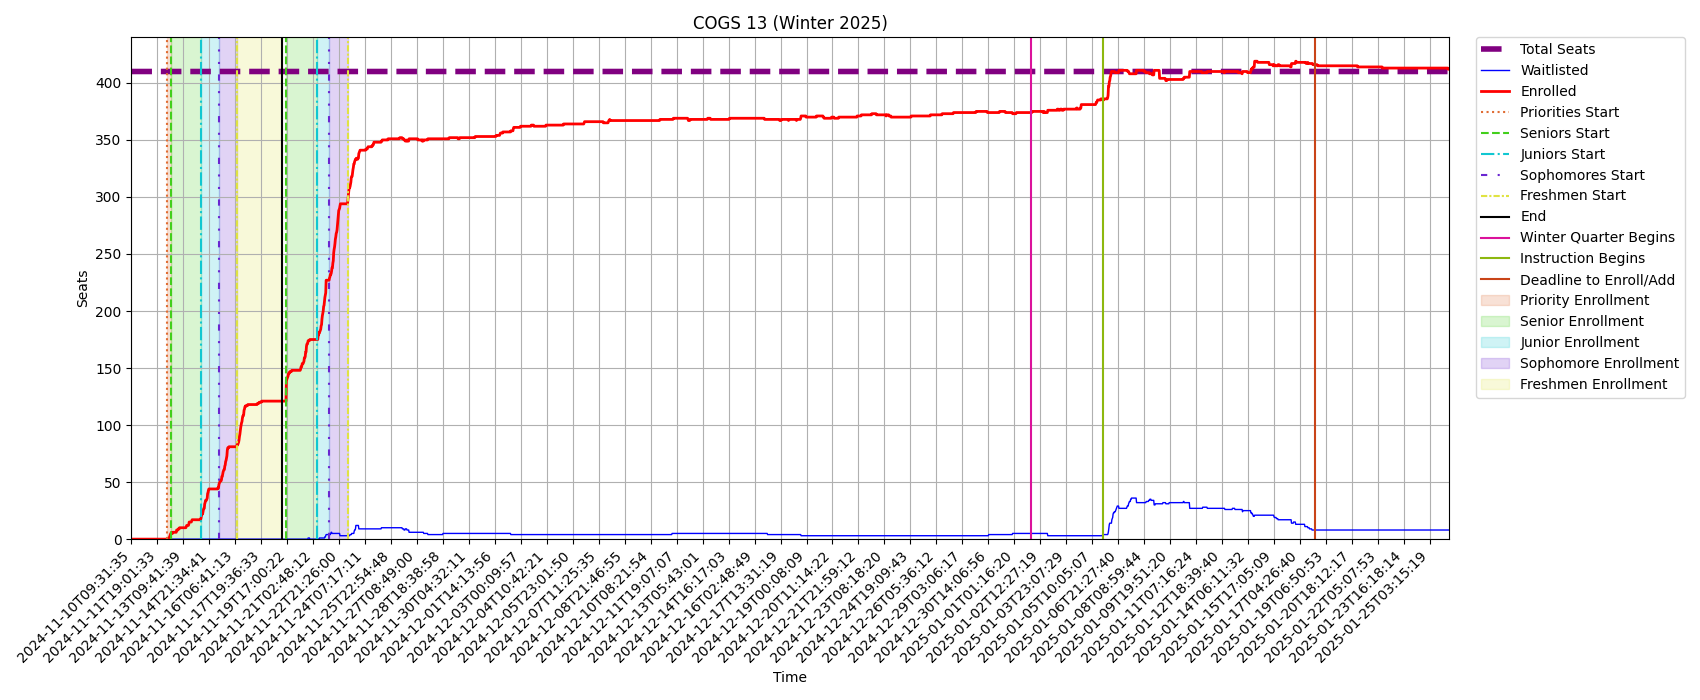 COGS 13 (Winter 2025)
Seats
400
350
300
250
200
150
100
50
0
2024-11-10T09:31:35
2024-11-11T19:01:33
2024-11-13T09:41:39
2024-11-14T21:34:41
2024-11-16T06:41:13
2024-11-17T19:36:33
2024-11-19T17:00:22
2024-11-21T02:48:12
2024-11-22T21:26:00
2024-11-24T07:17:11
2024-11-25T22:54:48
2024-11-27T08:49:00
2024-11-28T18:38:58
2024-11-30T04:32:11
2024-12-01T14:13:56
2024-12-03T00:09:57
2024-12-04T10:42:21
2024-12-05T23:01:50
2024-12-07T11:25:35
2024-12-08T21:46:55
2024-12-10T08:21:54
2024-12-11T19:07:07
2024-12-13T05:43:01
2024-12-14T16:17:03
2024-12-16T02:48:49
2024-12-17T13:31:19
2024-12-19T00:08:09
2024-12-20T11:14:22
2024-12-21T21:59:12
2024-12-23T08:18:20
2024-12-24T19:09:43
2024-12-26T05:36:12
2024-12-29T03:06:17
2024-12-30T14:06:56
2025-01-01T01:16:20
2025-01-02T12:27:19
2025-01-03T23:07:29
2025-01-05T10:05:07
2025-01-06T21:27:40
2025-01-08T08:59:44
2025-01-09T19:51:20
2025-01-11T07:16:24
2025-01-12T18:39:40
2025-01-14T06:11:32
2025-01-15T17:05:09
2025-01-17T04:26:40
2025-01-19T06:50:53
2025-01-20T18:12:17
2025-01-22T05:07:53
2025-01-23T16:18:14
2025-01-25T03:15:19
Time
Total Seats
Waitlisted
Enrolled
Priorities Start
Seniors Start
Juniors Start
Sophomores Start
Freshmen Start
End
Winter Quarter Begins
Instruction Begins
Deadline to Enroll/Add
Priority Enrollment
Senior Enrollment
Junior Enrollment
Sophomore Enrollment
Freshmen Enrollment